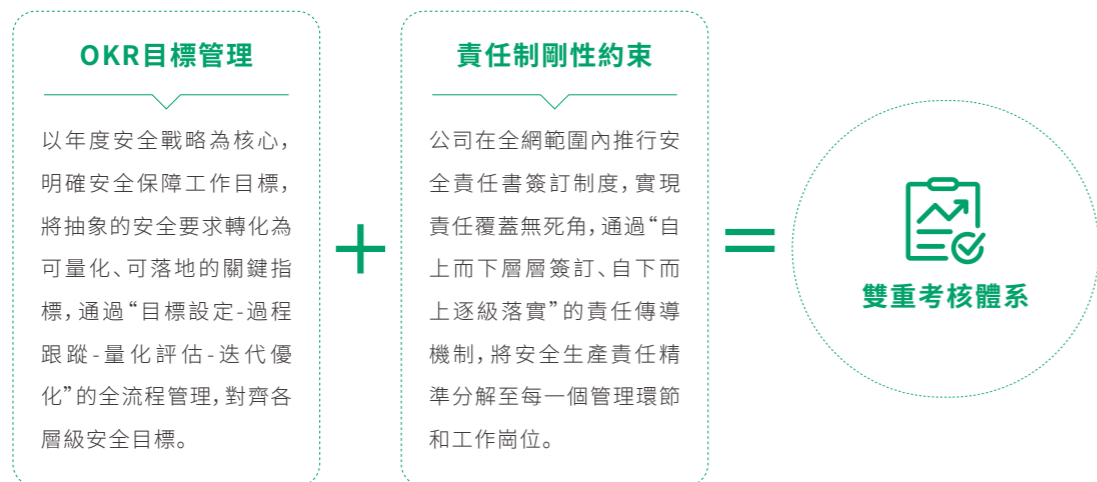 OKR目標管理
以年度安全戰略為核心，
明確安全保障工作目標，
將抽象的安全要求轉化為
可量化、可落地的關鍵指
標，通過“目標設定-過程
跟蹤-量化評估-迭代優
化”的全流程管理，對齊各
層級安全目標。
+
責任制剛性約束
公司在全網範圍內推行安
全責任書簽訂制度，實現
責任覆蓋無死角，通過“自
上而下層層簽訂、自下而
上逐級落實”的責任傳導
機制，將安全生產責任精
準分解至每一個管理環節
和工作崗位。
=
雙重考核體系